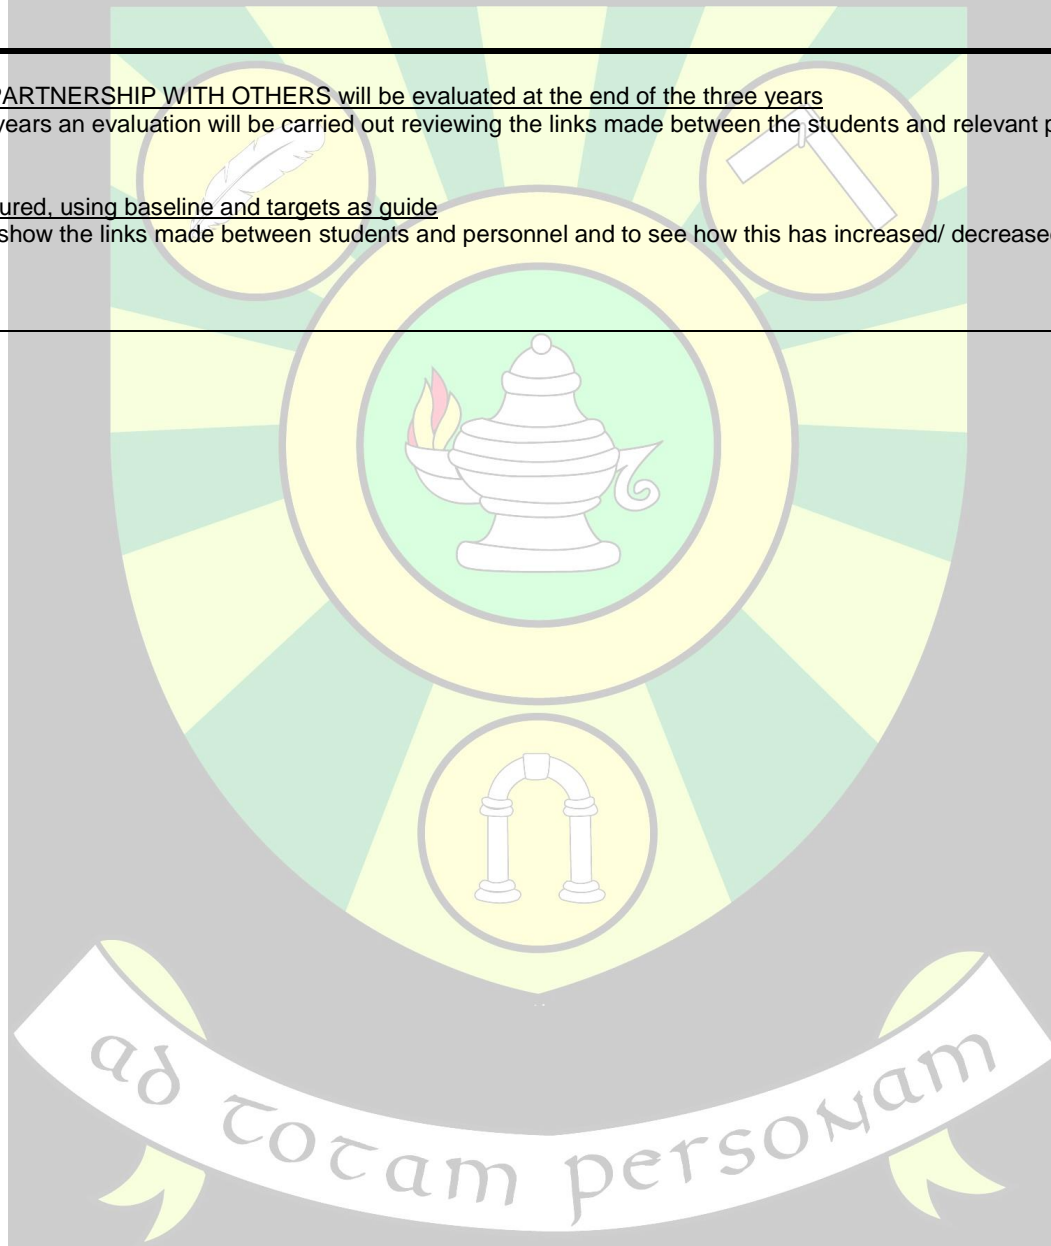 PARTNERSHIP WITH OTHERS will be evaluated at the end of the three years
years an evaluation will be carried out reviewing the links made between the students and relevant p
ured, using baseline and targets as guide
show the links made between students and personnel and to see how this has increased/ decreased
ad totam personam